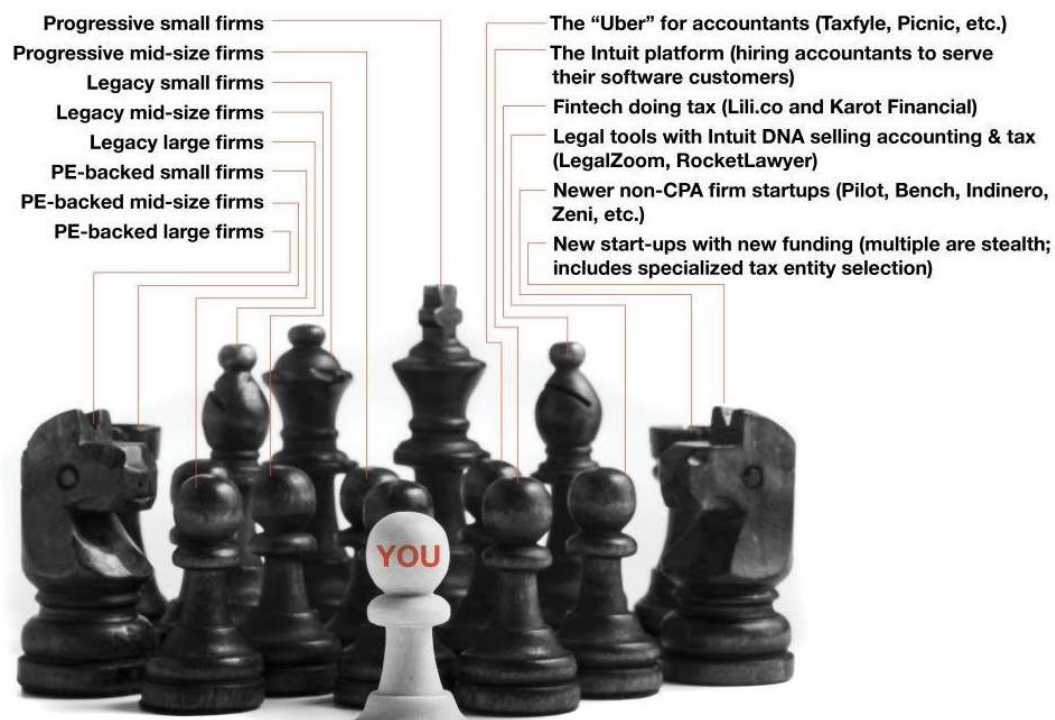 Progressive small firms
Progressive mid-size firms
Legacy small firms
Legacy mid-size firms
Legacy large firms
PE-backed small firms
PE-backed mid-size firms
PE-backed large firms
The “Uber” for accountants (Taxfyle, Picnic, etc.)
The Intuit platform (hiring accountants to serve
their software customers)
Fintech doing tax (Lili.co and Karot Financial)
Legal tools with Intuit DNA selling accounting & tax
(LegalZoom, RocketLawyer)
Newer non-CPA firm startups (Pilot, Bench, Indinero,
Zeni, etc.)
New start-ups with new funding (multiple are stealth;
includes specialized tax entity selection)
YOU